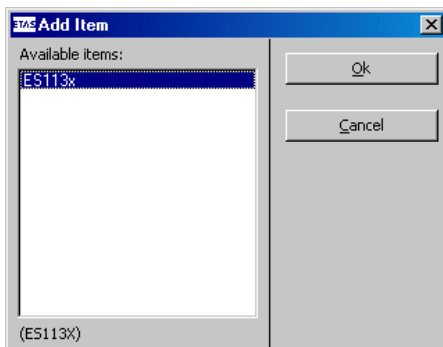 ETAS Add Item
Available items:
ES113x
Ok
Cancel
(ES113X)